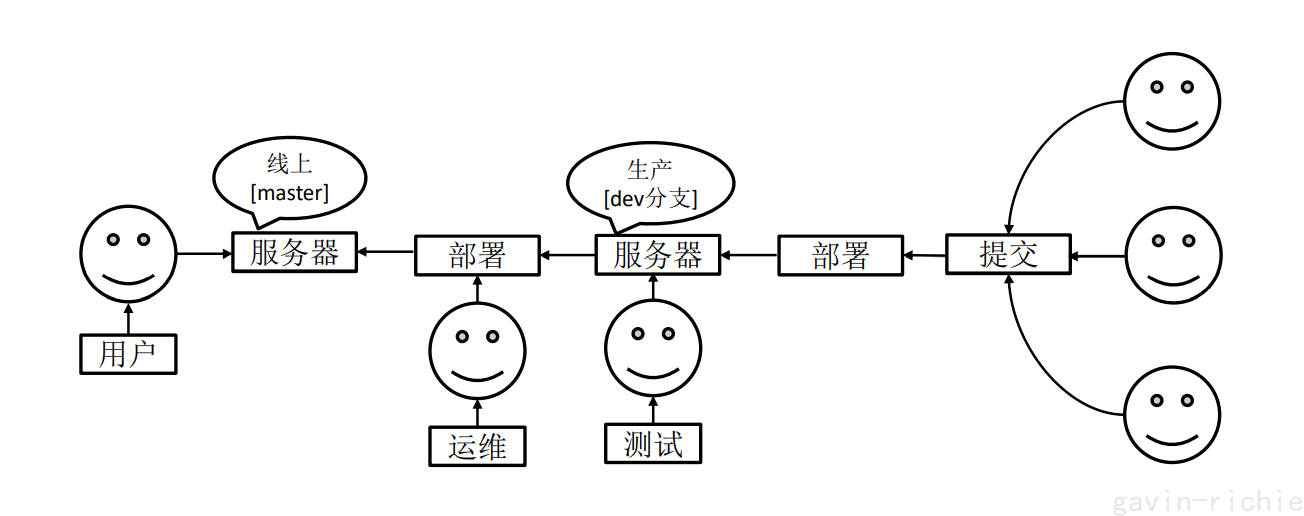 线上
[master]
生产
[dev分支]
服务器
部署
服务器
部署
提交
用户
运维
测试
gavin-richie